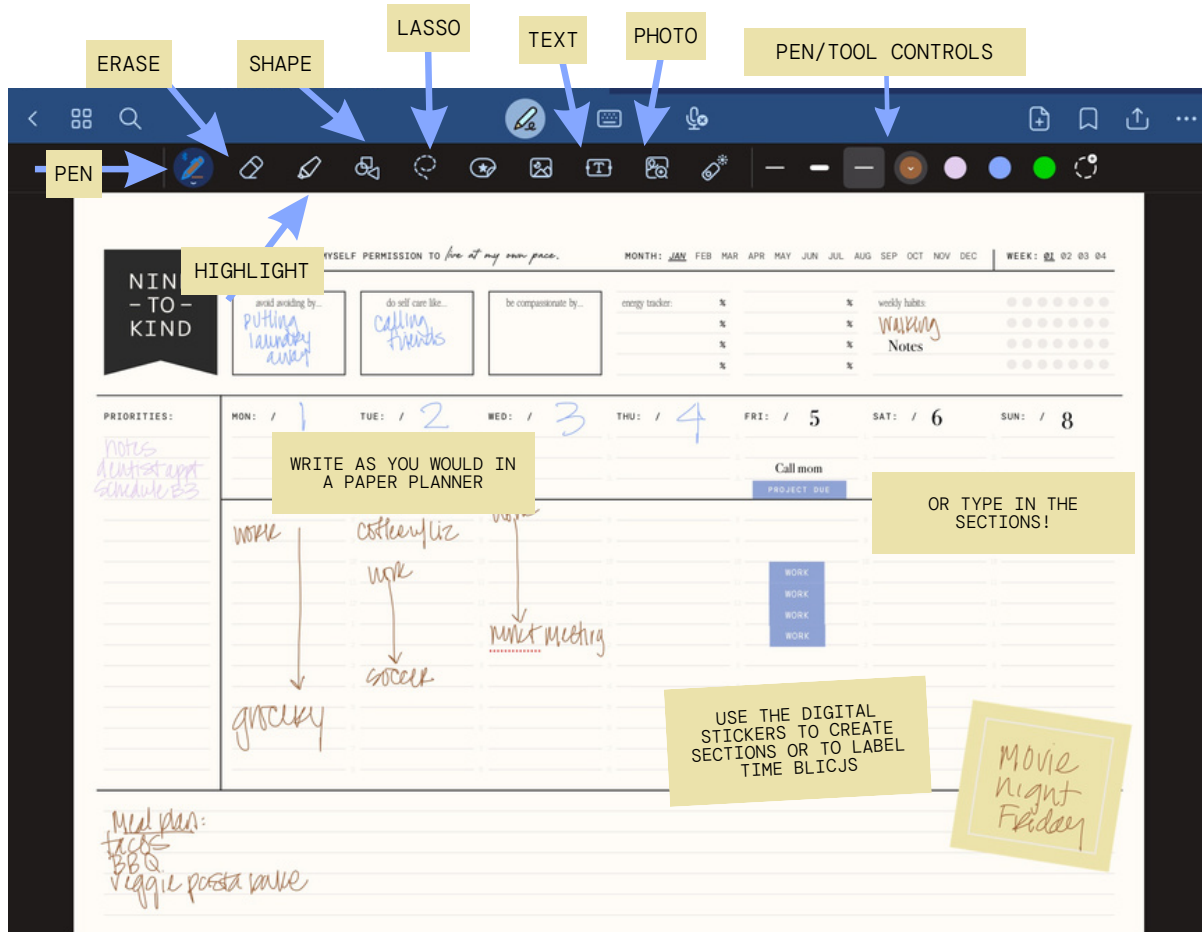 LASSO
TEXT
PHOTO
PEN/TOOL CONTROLS
ERASE
SHAPE
PEN
HIGHLIGHT
MYSELF PERMISSION TO live at my own pace.
MONTH: JAN FEB MAR APR MAY JUN JUL AUG SEP OCT NOV DEC
WEEK: 01 02 03 04
NIN
– TO –
KIND
avoid avoiding by...
putting
laundry
away
do self care like...
calling
friends
be compassionate by...
energy tracker:
%
%
%
%
%
%
%
%
weekly habits:
walking
Notes
PRIORITIES:
notes
dentist appt
schedule B3
MON: / 1
TUE: / 2
WED: / 3
THU: / 4
FRI: / 5
SAT: / 6
SUN: / 8
WRITE AS YOU WOULD IN
A PAPER PLANNER
Call mom
PROJECT DUE
OR TYPE IN THE
SECTIONS!
work
grocery
work
soccer
work
meeting
WORK
WORK
WORK
WORK
USE THE DIGITAL
STICKERS TO CREATE
SECTIONS OR TO LABEL
TIME BLICJS
Movie
night
Friday
Meal plan:
tacos
BBQ
veggie pasta bake